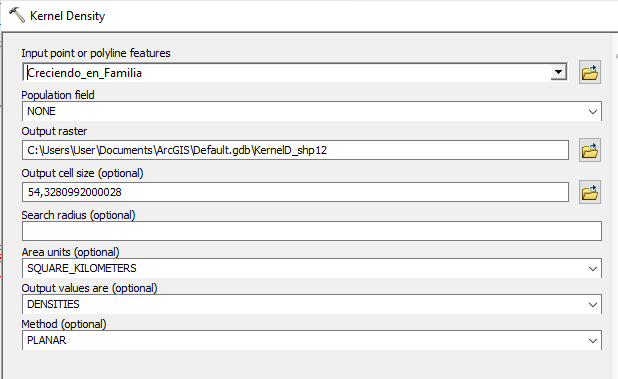 Kernel Density
Input point or polyline features
Creciendo_en_Familia
Population field
NONE
Output raster
C:\Users\User\Documents\ArcGIS\Default.gdb\KernelD_shp12
Output cell size (optional)
54,3280992000028
Search radius (optional)
Area units (optional)
SQUARE_KILOMETERS
Output values are (optional)
DENSITIES
Method (optional)
PLANAR